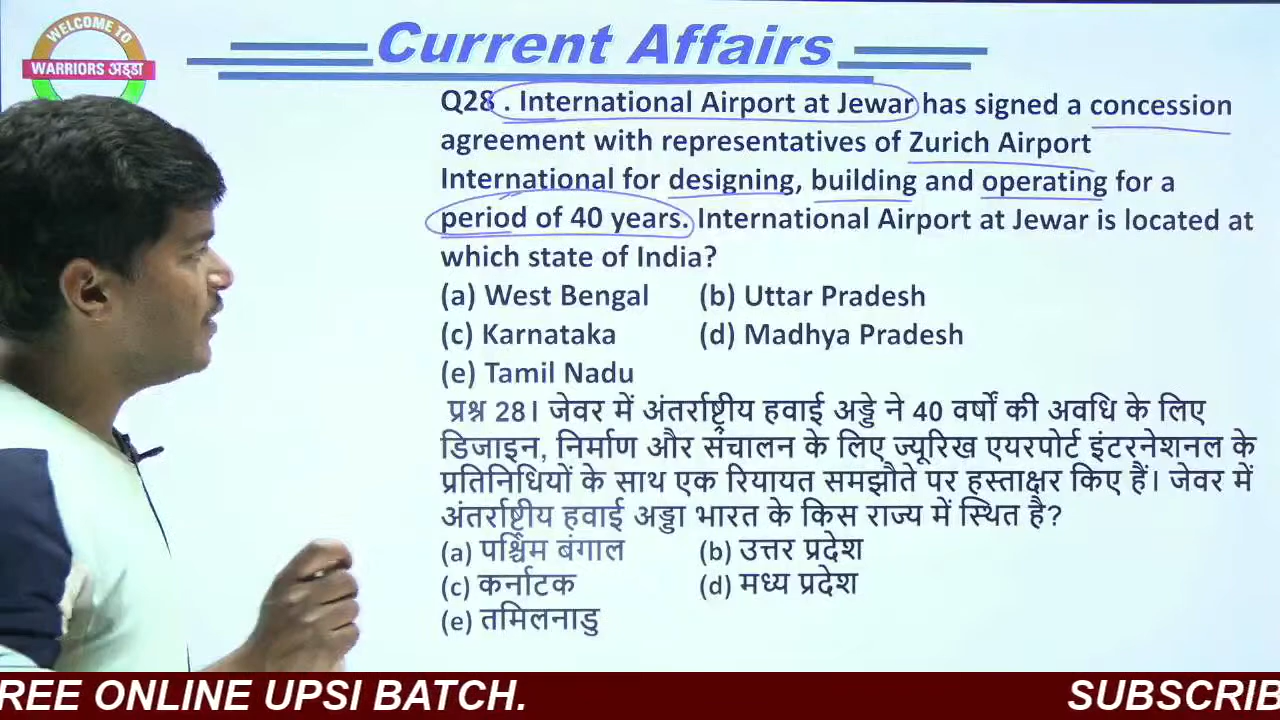 WELCOME TO
WARRIORS अड्डा
Current Affairs
Q28 . International Airport at Jewar has signed a concession
agreement with representatives of Zurich Airport
International for designing, building and operating for a
period of 40 years. International Airport at Jewar is located at
which state of India?
(a) West Bengal (b) Uttar Pradesh
(c) Karnataka (d) Madhya Pradesh
(e) Tamil Nadu
प्रश्न 28। जेवर में अंतर्राष्ट्रीय हवाई अड्डे ने 40 वर्षों की अवधि के लिए
डिजाइन, निर्माण और संचालन के लिए ज्यूरिख एयरपोर्ट इंटरनेशनल के
प्रतिनिधियों के साथ एक रियायत समझौते पर हस्ताक्षर किए हैं। जेवर में
अंतर्राष्ट्रीय हवाई अड्डा भारत के किस राज्य में स्थित है?
(a) पश्चिम बंगाल (b) उत्तर प्रदेश
(c) कर्नाटक (d) मध्य प्रदेश
(e) तमिलनाडु
REE ONLINE UPSI BATCH. SUBSCRIB